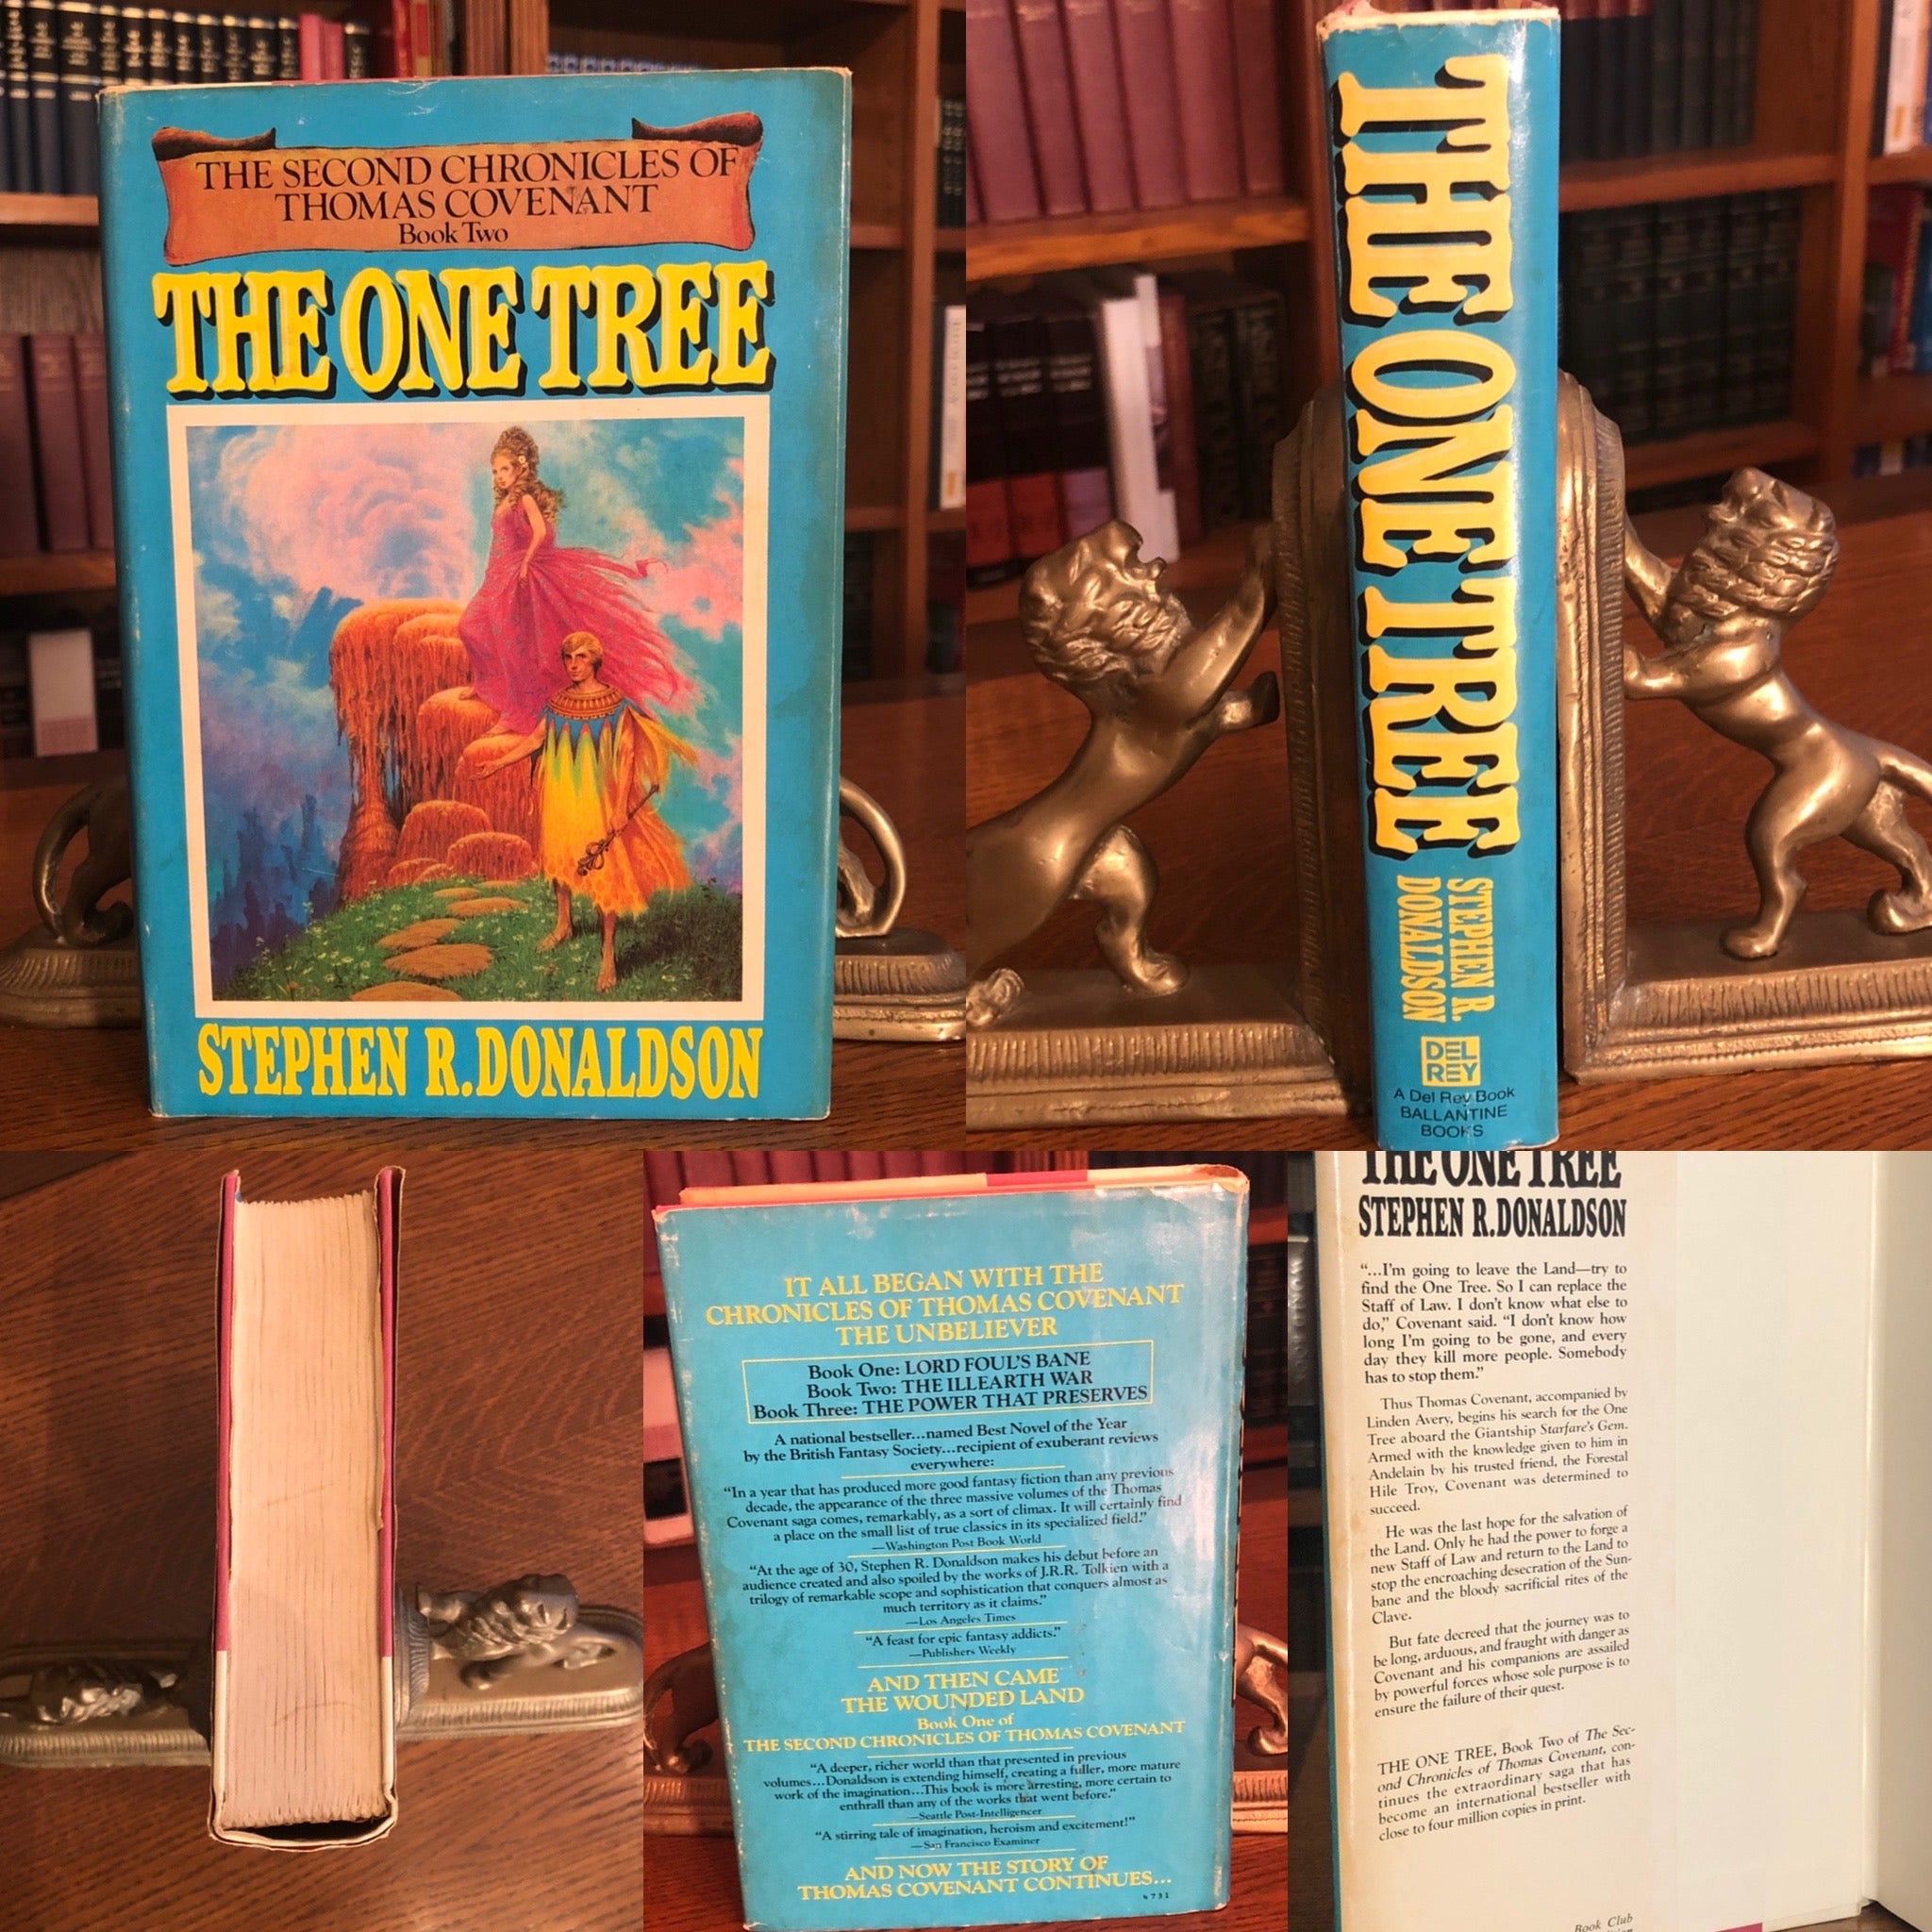 THE SECOND CHRONICLES OF
THOMAS COVENANT
Book Two
THE ONE TREE
STEPHEN R. DONALDSON
THE ONE TREE
STEPHEN R.
DONALDSON
DEL
REY
A Del Rey Book
BALLANTINE
BOOKS
IT ALL BEGAN WITH THE
CHRONICLES OF THOMAS COVENANT
THE UNBELIEVER
Book One: LORD FOUL'S BANE
Book Two: THE ILLEARTH WAR
Book Three: THE POWER THAT PRESERVES
A national bestseller...named Best Novel of the Year
by the British Fantasy Society...recipient of exuberant reviews
everywhere:
"In a year that has produced more good fantasy fiction than any previous
decade, the appearance of the three massive volumes of the Thomas
Covenant saga comes, remarkably, as a sort of climax. It will certainly find
a place on the small list of true classics in its specialized field."
—Washington Post Book World
"At the age of 30, Stephen R. Donaldson makes his debut before an
audience created and also spoiled by the works of J.R.R. Tolkien with a
trilogy of remarkable scope and sophistication that conquers almost as
much territory as it claims."
—Los Angeles Times
"A feast for epic fantasy addicts."
—Publishers Weekly
AND THEN CAME
THE WOUNDED LAND
Book One of
THE SECOND CHRONICLES OF THOMAS COVENANT
"A deeper, richer world than that presented in previous
volumes...Donaldson is extending himself, creating a fuller, more mature
work of the imagination...This book is more arresting, more certain to
enthrall than any of the works that went before."
—Seattle Post-Intelligencer
"A stirring tale of imagination, heroism and excitement!"
—San Francisco Examiner
AND NOW THE STORY OF
THOMAS COVENANT CONTINUES...
4731
THE ONE TREE
STEPHEN R. DONALDSON
"...I'm going to leave the Land—try to
find the One Tree. So I can replace the
Staff of Law. I don't know what else to
do," Covenant said. "I don't know how
long I'm going to be gone, and every
day they kill more people. Somebody
has to stop them."
Thus Thomas Covenant, accompanied by
Linden Avery, begins his search for the One
Tree aboard the Giantship Starfare's Gem.
Armed with the knowledge given to him in
Andelain by his trusted friend, the Forestal
Hile Troy, Covenant was determined to
succeed.
He was the last hope for the salvation of
the Land. Only he had the power to forge a
new Staff of Law and return to the Land to
stop the encroaching desecration of the Sun-
bane and the bloody sacrificial rites of the
Clave.
But fate decreed that the journey was to
be long, arduous, and fraught with danger as
Covenant and his companions are assailed
by powerful forces whose sole purpose is to
ensure the failure of their quest.
THE ONE TREE, Book Two of The Sec-
ond Chronicles of Thomas Covenant, con-
tinues the extraordinary saga that has
become an international bestseller with
close to four million copies in print.
Book Club